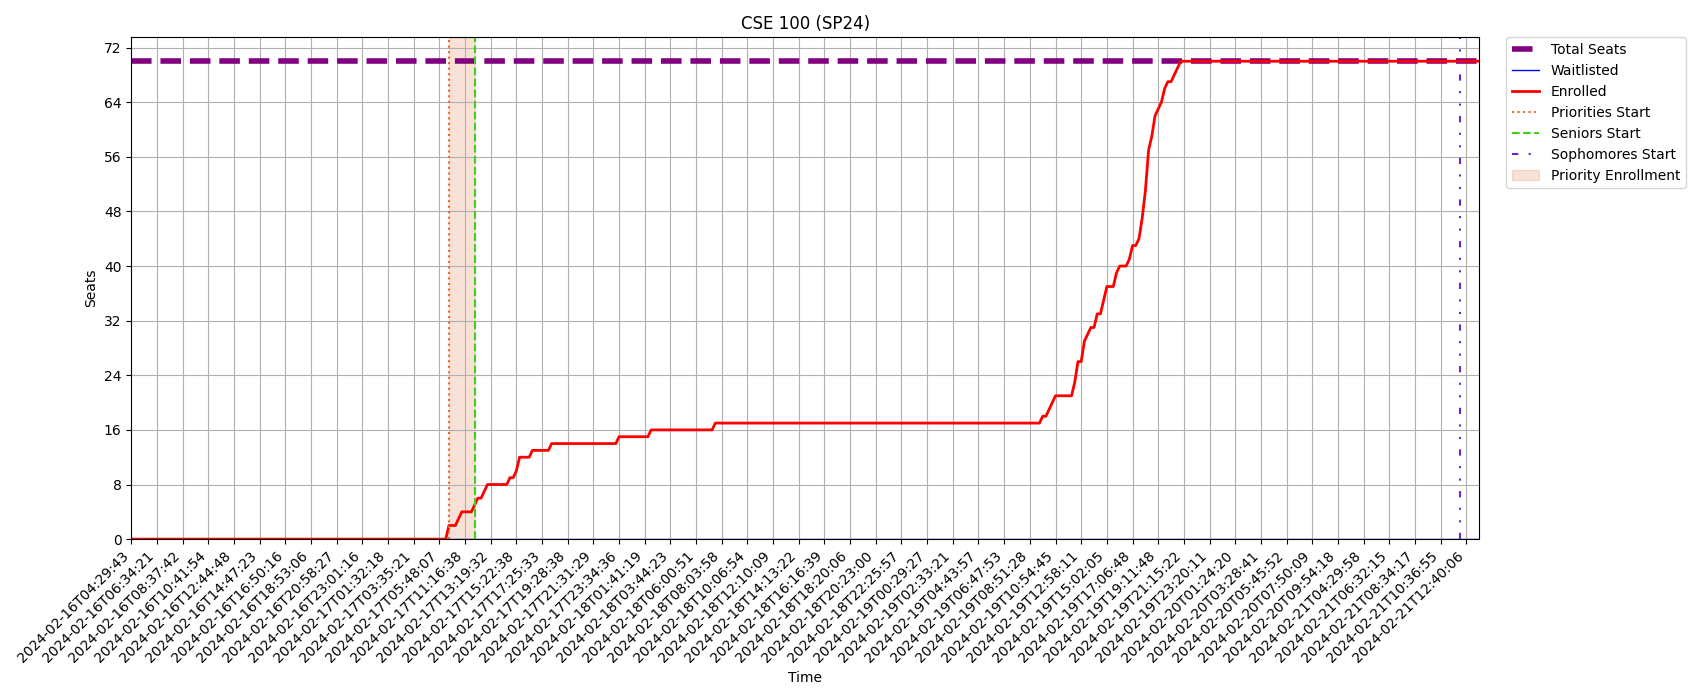 CSE 100 (SP24)
Seats
72
64
56
48
40
32
24
16
8
0
2024-02-16T04:29:43
2024-02-16T06:34:21
2024-02-16T08:37:42
2024-02-16T10:41:54
2024-02-16T12:44:48
2024-02-16T14:47:23
2024-02-16T16:50:16
2024-02-16T18:53:06
2024-02-16T20:58:27
2024-02-16T23:01:16
2024-02-17T01:32:18
2024-02-17T03:35:21
2024-02-17T05:48:07
2024-02-17T11:16:38
2024-02-17T13:19:32
2024-02-17T15:22:38
2024-02-17T17:25:33
2024-02-17T19:28:38
2024-02-17T21:31:29
2024-02-17T23:34:36
2024-02-18T01:41:19
2024-02-18T03:44:23
2024-02-18T06:00:51
2024-02-18T08:03:58
2024-02-18T10:06:54
2024-02-18T12:10:09
2024-02-18T14:13:22
2024-02-18T16:16:39
2024-02-18T18:20:06
2024-02-18T20:23:00
2024-02-18T22:25:57
2024-02-19T00:29:27
2024-02-19T02:33:21
2024-02-19T04:43:57
2024-02-19T06:47:53
2024-02-19T08:51:28
2024-02-19T10:54:45
2024-02-19T12:58:11
2024-02-19T15:02:05
2024-02-19T17:06:48
2024-02-19T19:11:48
2024-02-19T21:15:22
2024-02-19T23:20:11
2024-02-20T01:24:20
2024-02-20T03:28:41
2024-02-20T05:45:52
2024-02-20T07:50:09
2024-02-20T09:54:18
2024-02-21T04:29:58
2024-02-21T06:32:15
2024-02-21T08:34:17
2024-02-21T10:36:55
2024-02-21T12:40:06
Time
Total Seats
Waitlisted
Enrolled
Priorities Start
Seniors Start
Sophomores Start
Priority Enrollment